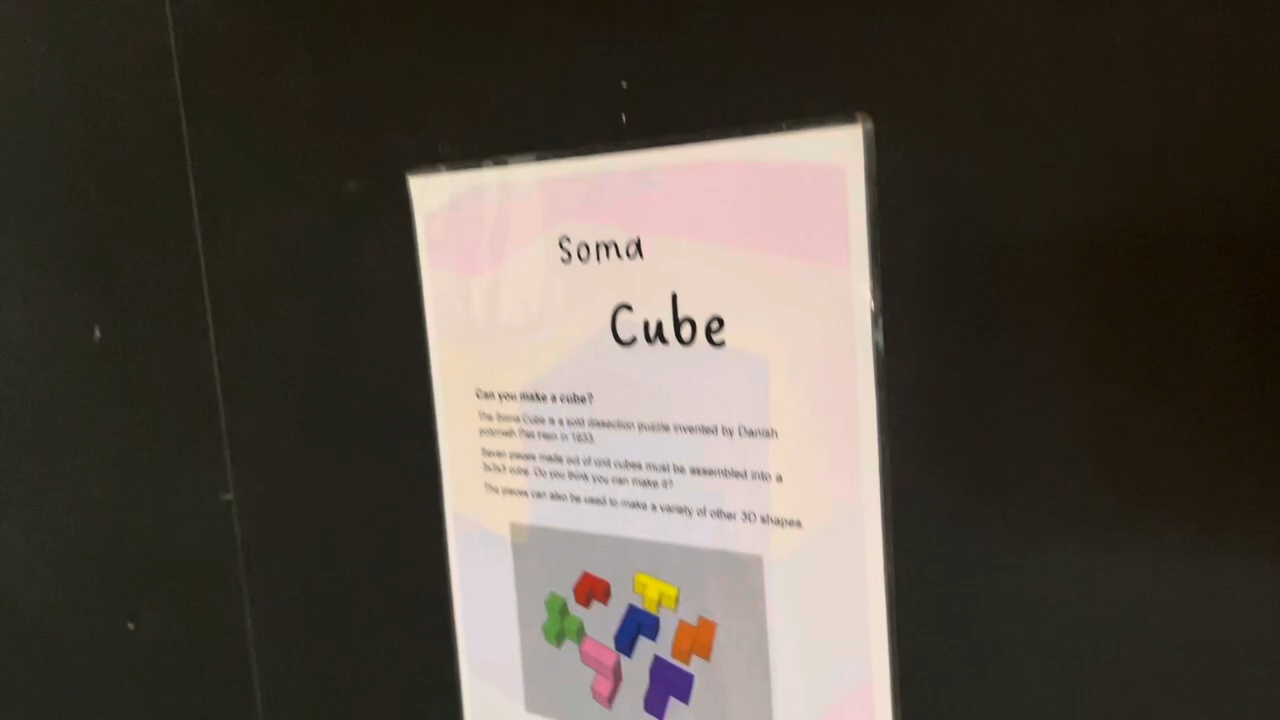 Soma
Cube
Can you make a cube?
The Soma Cube is a solid dissection puzzle invented by Danish
polymath Piet Hein in 1933.
Seven pieces made out of unit cubes must be assembled into a
3x3x3 cube. Do you think you can make it?
The pieces can also be used to make a variety of other 3D shapes.